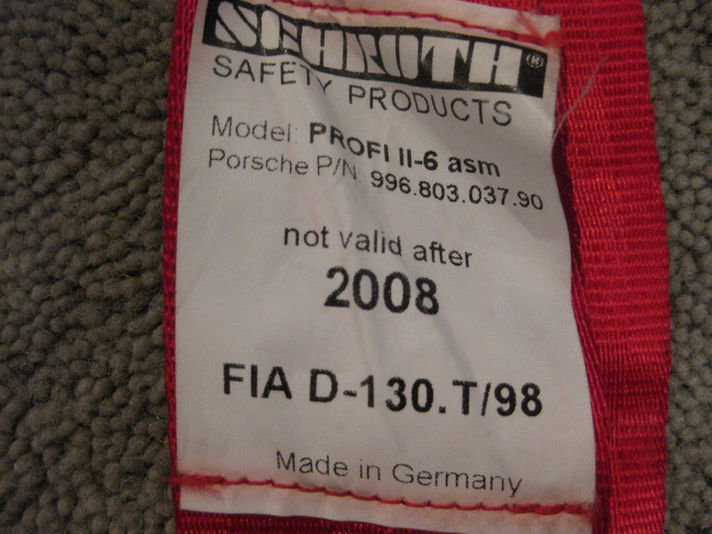 SCHROTH®
SAFETY PRODUCTS
Model: PROFI II-6 asm
Porsche P/N: 996.803.037.90
not valid after
2008
FIA D-130.T/98
Made in Germany